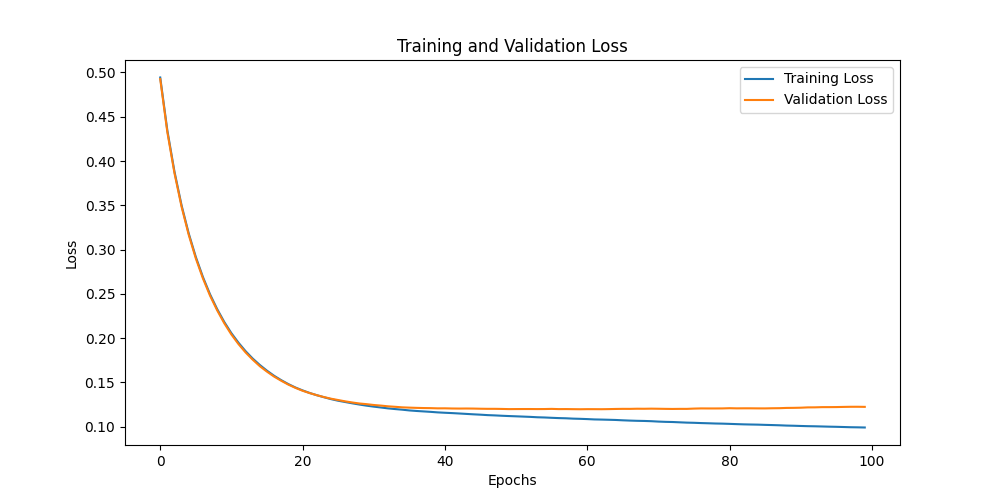 Training and Validation Loss
Training Loss
Validation Loss
0.50
0.45
0.40
0.35
0.30
0.25
0.20
0.15
0.10
Loss
0 20 40 60 80 100
Epochs